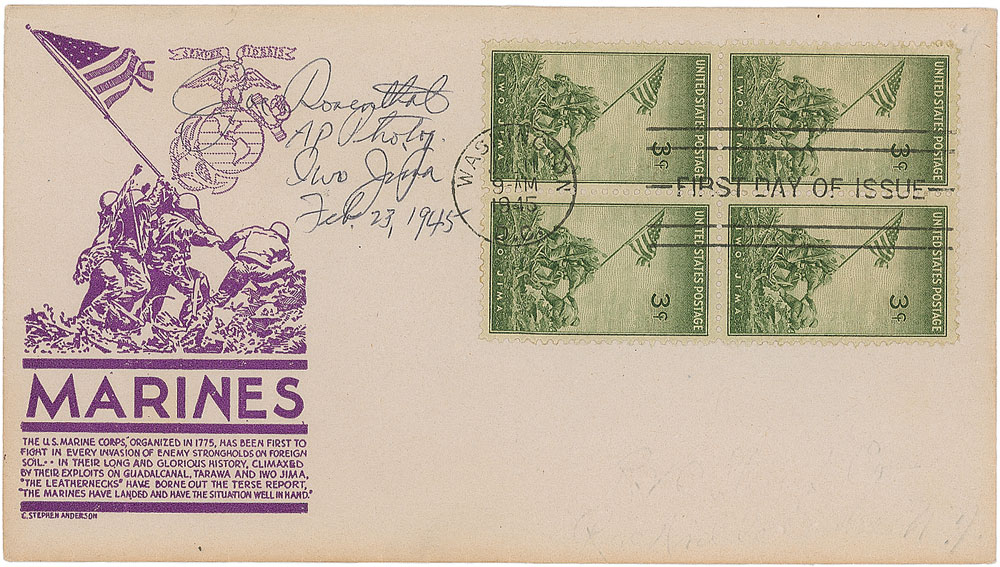 SEMPER FIDELIS
Joe Rosenthal
AP Photog.
Iwo Jima
Feb. 23, 1945
MARINES
THE U.S. MARINE CORPS, ORGANIZED IN 1775, HAS BEEN FIRST TO
FIGHT IN EVERY INVASION OF ENEMY STRONGHOLDS ON FOREIGN
SOIL·· IN THEIR LONG AND GLORIOUS HISTORY, CLIMAXED
BY THEIR EXPLOITS ON GUADALCANAL, TARAWA AND IWO JIMA,
"THE LEATHERNECKS" HAVE BORNE OUT THE TERSE REPORT,
"THE MARINES HAVE LANDED AND HAVE THE SITUATION WELL IN HAND."
C. STEPHEN ANDERSON
9-AM
1945
FIRST DAY OF ISSUE
UNITED STATES POSTAGE
IWO JIMA
3¢
UNITED STATES POSTAGE
IWO JIMA
3¢
UNITED STATES POSTAGE
IWO JIMA
3¢
UNITED STATES POSTAGE
IWO JIMA
3¢